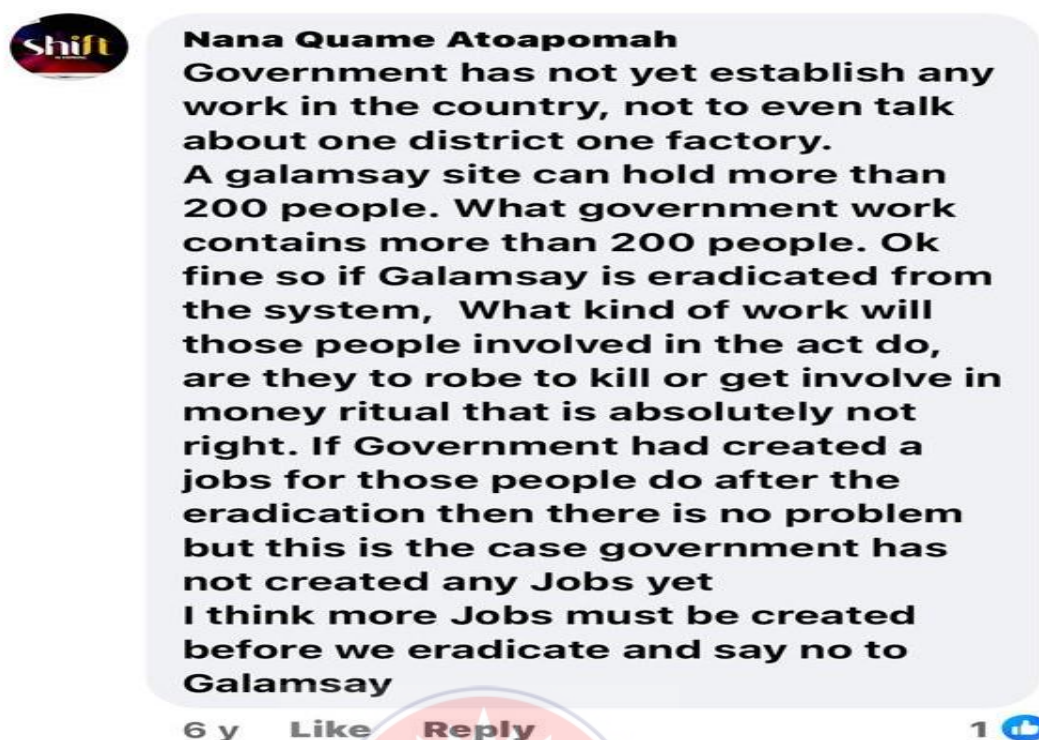 shift
Nana Quame Atoapomah
Government has not yet establish any
work in the country, not to even talk
about one district one factory.
A galamsay site can hold more than
200 people. What government work
contains more than 200 people. Ok
fine so if Galamsay is eradicated from
the system, What kind of work will
those people involved in the act do,
are they to robe to kill or get involve in
money ritual that is absolutely not
right. If Government had created a
jobs for those people do after the
eradication then there is no problem
but this is the case government has
not created any Jobs yet
I think more Jobs must be created
before we eradicate and say no to
Galamsay
6 y Like Reply 1